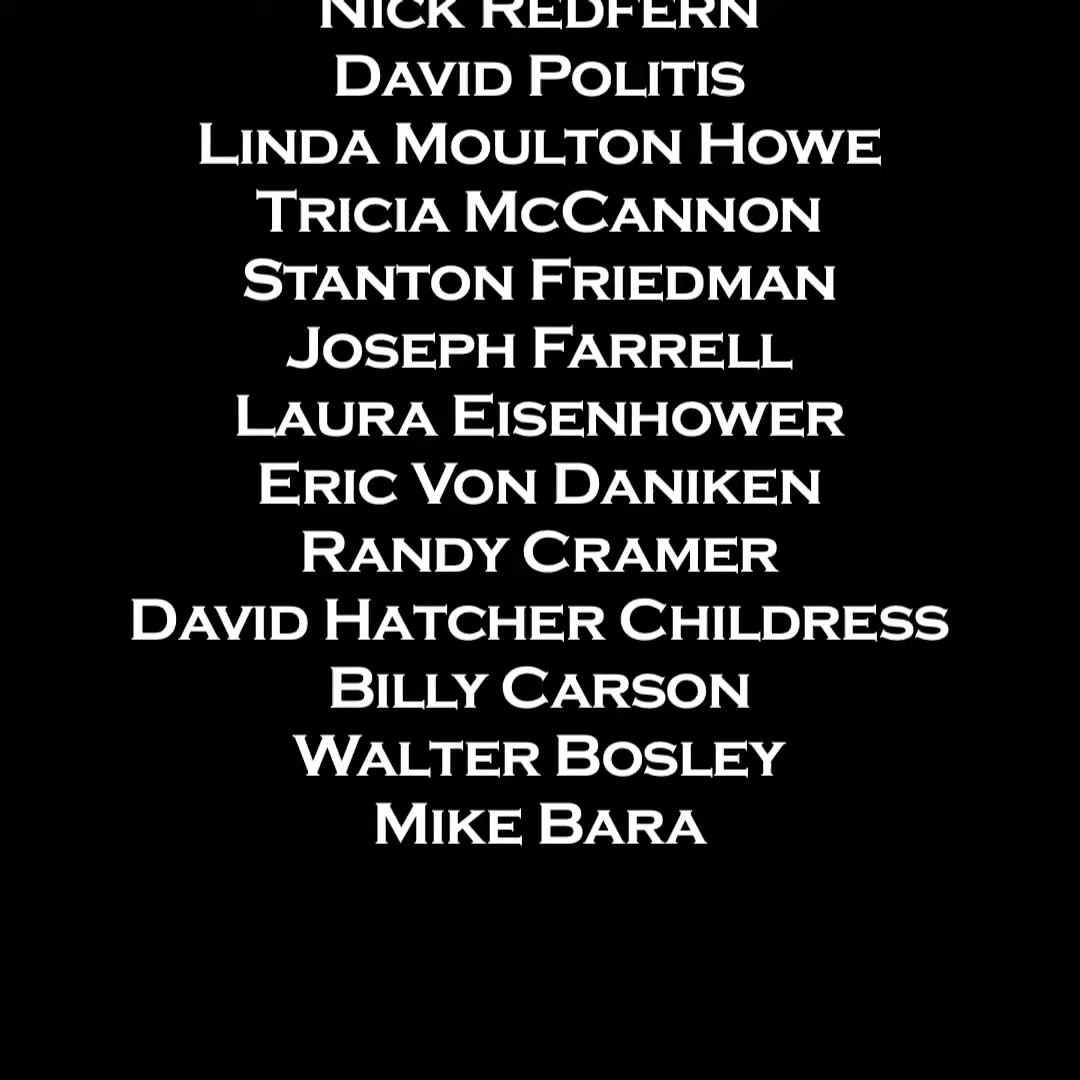 Nick Redfern
David Politis
Linda Moulton Howe
Tricia McCannon
Stanton Friedman
Joseph Farrell
Laura Eisenhower
Eric Von Daniken
Randy Cramer
David Hatcher Childress
Billy Carson
Walter Bosley
Mike Bara